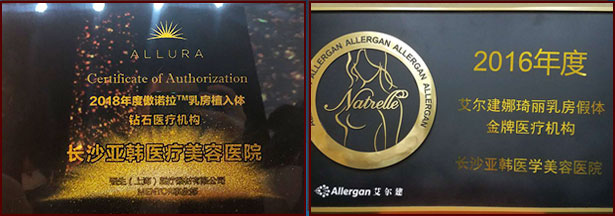 ALLURA
Certificate of Authorization
2018年度傲诺拉™乳房植入体
钻石医疗机构
长沙亚韩医疗美容医院
(上海)
MENTOR
ALLERGAN ALLERGAN ALLERGAN
Natrelle
2016年度
艾尔建娜琦丽乳房假体
金牌医疗机构
长沙亚韩医学美容医院
Allergan 艾尔建